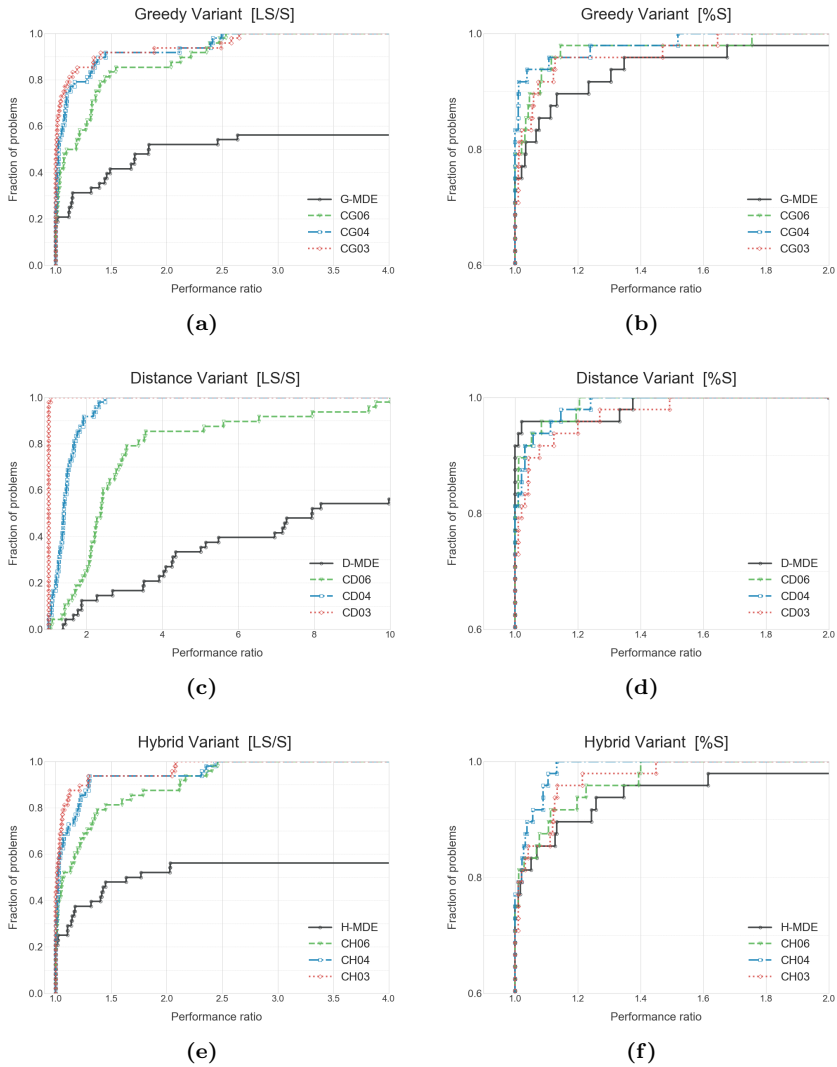 Greedy Variant [LS/S]
Fraction of problems
1.0
0.8
0.6
0.4
0.2
0.0
G-MDE
CG06
CG04
CG03
1.0 1.5 2.0 2.5 3.0 3.5 4.0
Performance ratio
(a)
Greedy Variant [%S]
Fraction of problems
1.0
0.9
0.8
0.7
0.6
G-MDE
CG06
CG04
CG03
1.0 1.2 1.4 1.6 1.8 2.0
Performance ratio
(b)
Distance Variant [LS/S]
Fraction of problems
1.0
0.8
0.6
0.4
0.2
0.0
D-MDE
CD06
CD04
CD03
2 4 6 8 10
Performance ratio
(c)
Distance Variant [%S]
Fraction of problems
1.0
0.8
0.6
D-MDE
CD06
CD04
CD03
1.0 1.2 1.4 1.6 1.8 2.0
Performance ratio
(d)
Hybrid Variant [LS/S]
Fraction of problems
1.0
0.8
0.6
0.4
0.2
0.0
H-MDE
CH06
CH04
CH03
1.0 1.5 2.0 2.5 3.0 3.5 4.0
Performance ratio
(e)
Hybrid Variant [%S]
Fraction of problems
1.0
0.8
0.6
H-MDE
CH06
CH04
CH03
1.0 1.2 1.4 1.6 1.8 2.0
Performance ratio
(f)